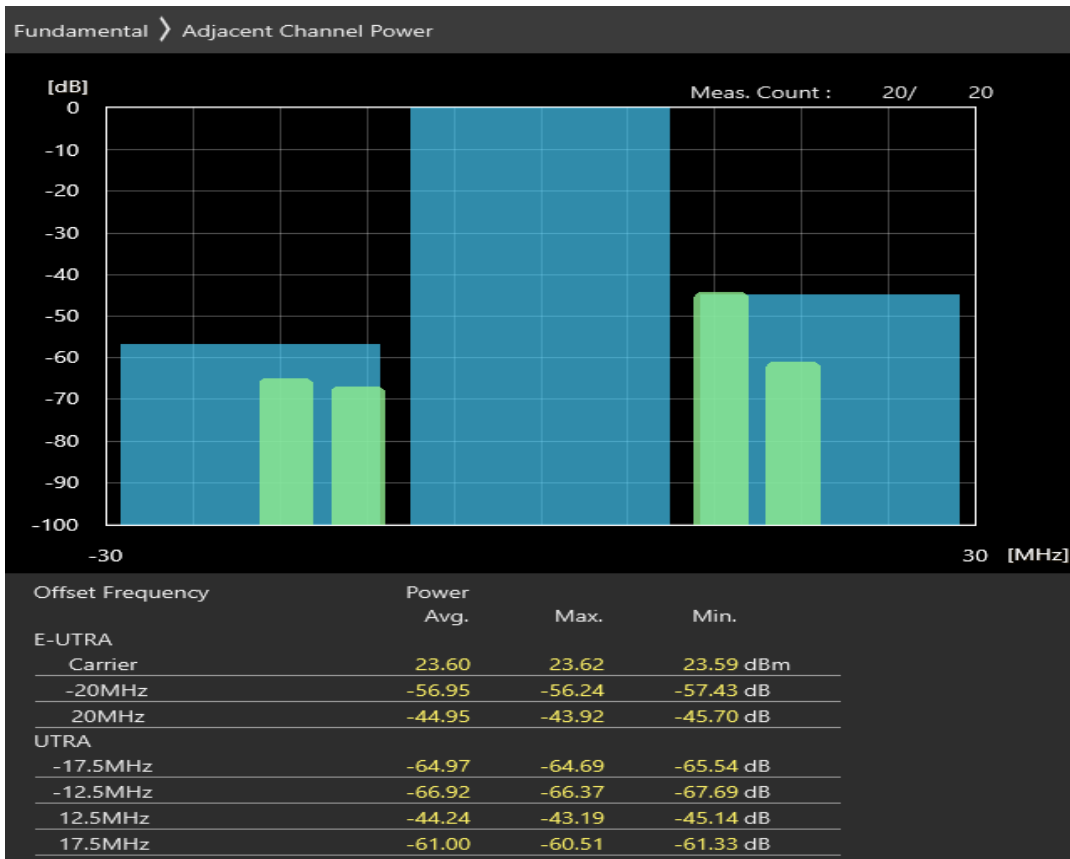 Fundamental 〉 Adjacent Channel Power
[dB]
Meas. Count : 20/ 20
0
-10
-20
-30
-40
-50
-60
-70
-80
-90
-100
-30 30 [MHz]
Offset Frequency Power
Avg. Max. Min.
E-UTRA
Carrier 23.60 23.62 23.59 dBm
-20MHz -56.95 -56.24 -57.43 dB
20MHz -44.95 -43.92 -45.70 dB
UTRA
-17.5MHz -64.97 -64.69 -65.54 dB
-12.5MHz -66.92 -66.37 -67.69 dB
12.5MHz -44.24 -43.19 -45.14 dB
17.5MHz -61.00 -60.51 -61.33 dB